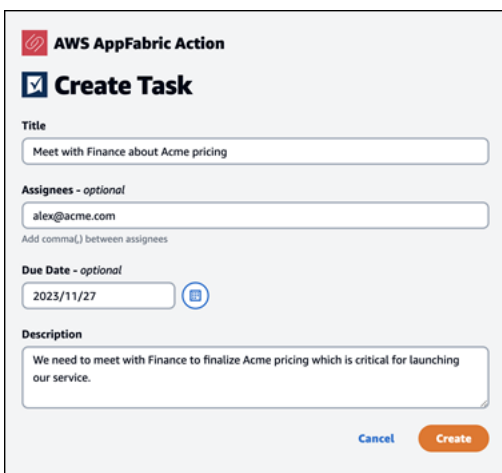 AWS AppFabric Action
Create Task
Title
Meet with Finance about Acme pricing
Assignees - optional
alex@acme.com
Add comma(,) between assignees
Due Date - optional
2023/11/27
Description
We need to meet with Finance to finalize Acme pricing which is critical for launching
our service.
Cancel
Create